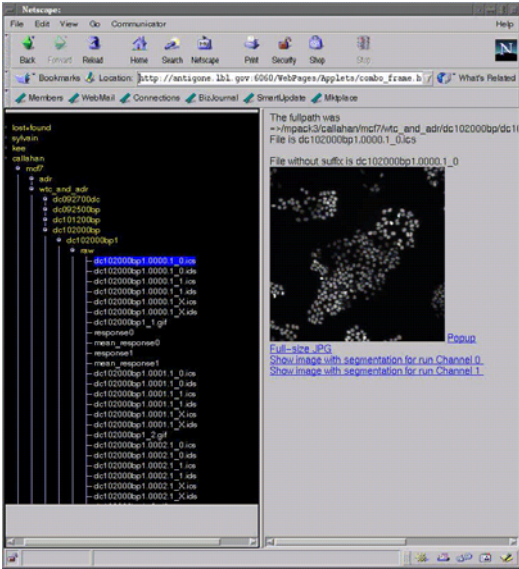 Netscape:
File Edit View Go Communicator Help
Back Forward Reload Home Search Netscape Print Security Shop Stop
Bookmarks Location: http://antigone.lbl.gov:6060/WebPages/Applets/combo_frame.h What's Related
Members WebMail Connections BizJournal SmartUpdate Mktplace
lost+found
sylvain
kee
callahan
mcf7
adr
wtc_and_adr
dc092700dc
dc092500bp
dc101200bp
dc102000bp
dc102000bp1
raw
dc102000bp1.0000.1_0.ics
dc102000bp1.0000.1_0.ids
dc102000bp1.0000.1_1.ics
dc102000bp1.0000.1_1.ids
dc102000bp1.0000.1_X.ics
dc102000bp1.0000.1_X.ids
dc102000bp1_1.gif
response0
mean_response0
response1
mean_response1
dc102000bp1.0001.1_0.ics
dc102000bp1.0001.1_0.ids
dc102000bp1.0001.1_1.ics
dc102000bp1.0001.1_1.ids
dc102000bp1.0001.1_X.ics
dc102000bp1.0001.1_X.ids
dc102000bp1_2.gif
dc102000bp1.0002.1_0.ics
dc102000bp1.0002.1_0.ids
dc102000bp1.0002.1_1.ics
dc102000bp1.0002.1_1.ids
dc102000bp1.0002.1_X.ics
dc102000bp1.0002.1_X.ids
The fullpath was
=>/mpack3/callahan/mcf7/wtc_and_adr/dc102000bp/dc10
File is dc102000bp1.0000.1_0.ics
File without suffix is dc102000bp1.0000.1_0
Popup
Full-size JPG
Show image with segmentation for run Channel 0
Show image with segmentation for run Channel 1